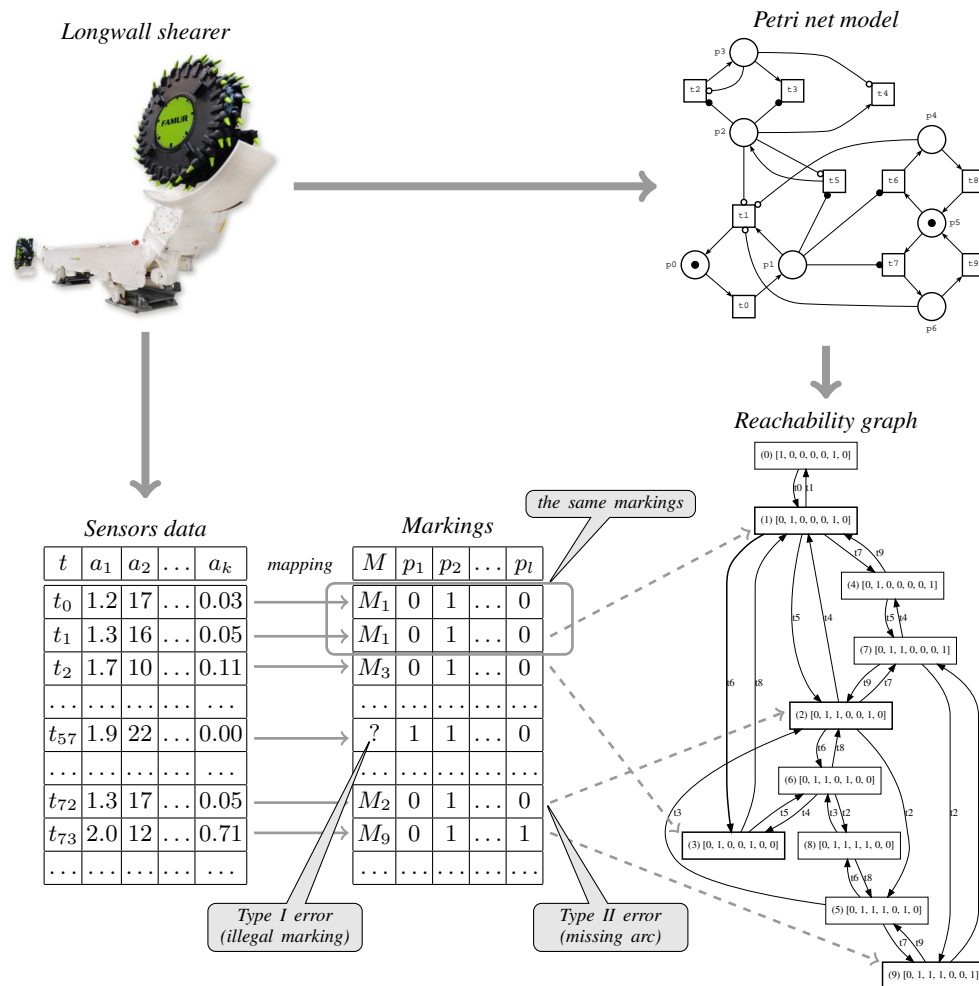 Longwall shearer
FAMUR
Petri net model
p3
t2
t3
t4
p2
p4
t5
t6
t8
t1
p5
p0
p1
t7
t9
t0
p6
Reachability graph
(0) [1, 0, 0, 0, 0, 1, 0]
t0 t1
(1) [0, 1, 0, 0, 0, 1, 0]
t7 t9
(4) [0, 1, 0, 0, 0, 0, 1]
t5 t4
t5 t4
(7) [0, 1, 1, 0, 0, 0, 1]
t6 t8
t9 t7
(2) [0, 1, 1, 0, 0, 1, 0]
t6 t8
(6) [0, 1, 1, 0, 1, 0, 0]
t5 t4
t3 t2
t3
t2
t2
(3) [0, 1, 0, 0, 1, 0, 0]
(8) [0, 1, 1, 1, 1, 0, 0]
t6 t8
(5) [0, 1, 1, 1, 0, 1, 0]
t7 t9
(9) [0, 1, 1, 1, 0, 0, 1]
the same markings
Sensors data
t a1 a2 ... ak
t0 1.2 17 ... 0.03
t1 1.3 16 ... 0.05
t2 1.7 10 ... 0.11
... ... ... ... ...
t57 1.9 22 ... 0.00
... ... ... ... ...
t72 1.3 17 ... 0.05
t73 2.0 12 ... 0.71
... ... ... ... ...
mapping
Markings
M p1 p2 ... pl
M1 0 1 ... 0
M1 0 1 ... 0
M3 0 1 ... 0
... ... ... ... ...
? 1 1 ... 0
... ... ... ... ...
M2 0 1 ... 0
M9 0 1 ... 1
... ... ... ... ...
Type I error
(illegal marking)
Type II error
(missing arc)